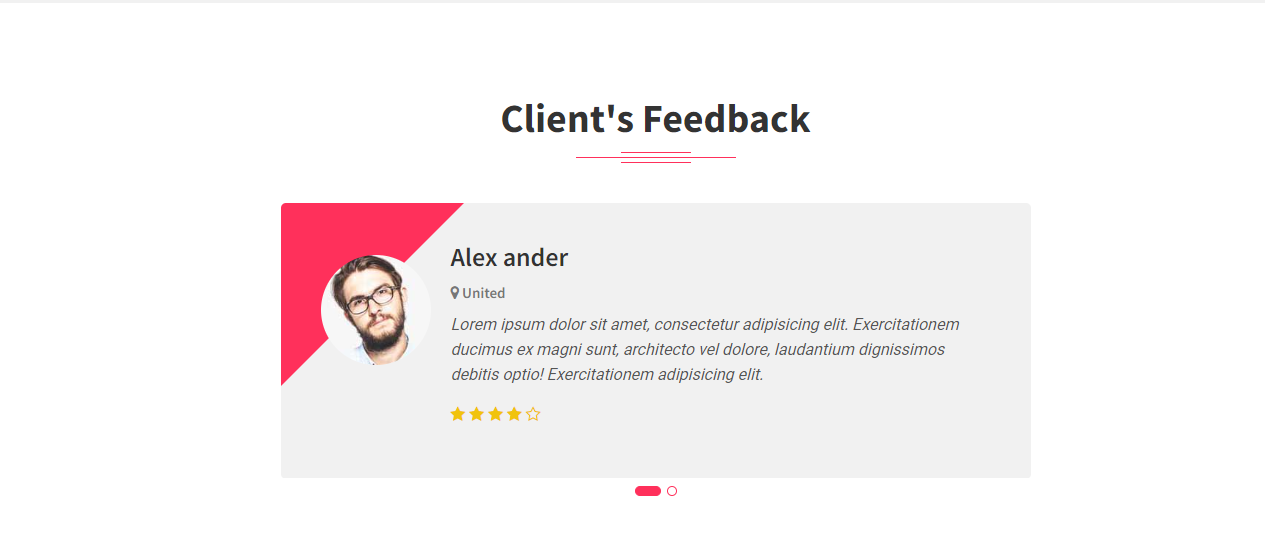 Client's Feedback
Alex ander
United
Lorem ipsum dolor sit amet, consectetur adipisicing elit. Exercitationem
ducimus ex magni sunt, architecto vel dolore, laudantium dignissimos
debitis optio! Exercitationem adipisicing elit.